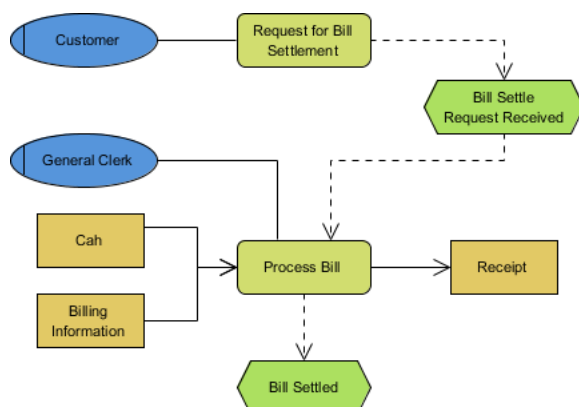 Customer
Request for Bill
Settlement
Bill Settle
Request Received
General Clerk
Cah
Process Bill
Receipt
Billing
Information
Bill Settled